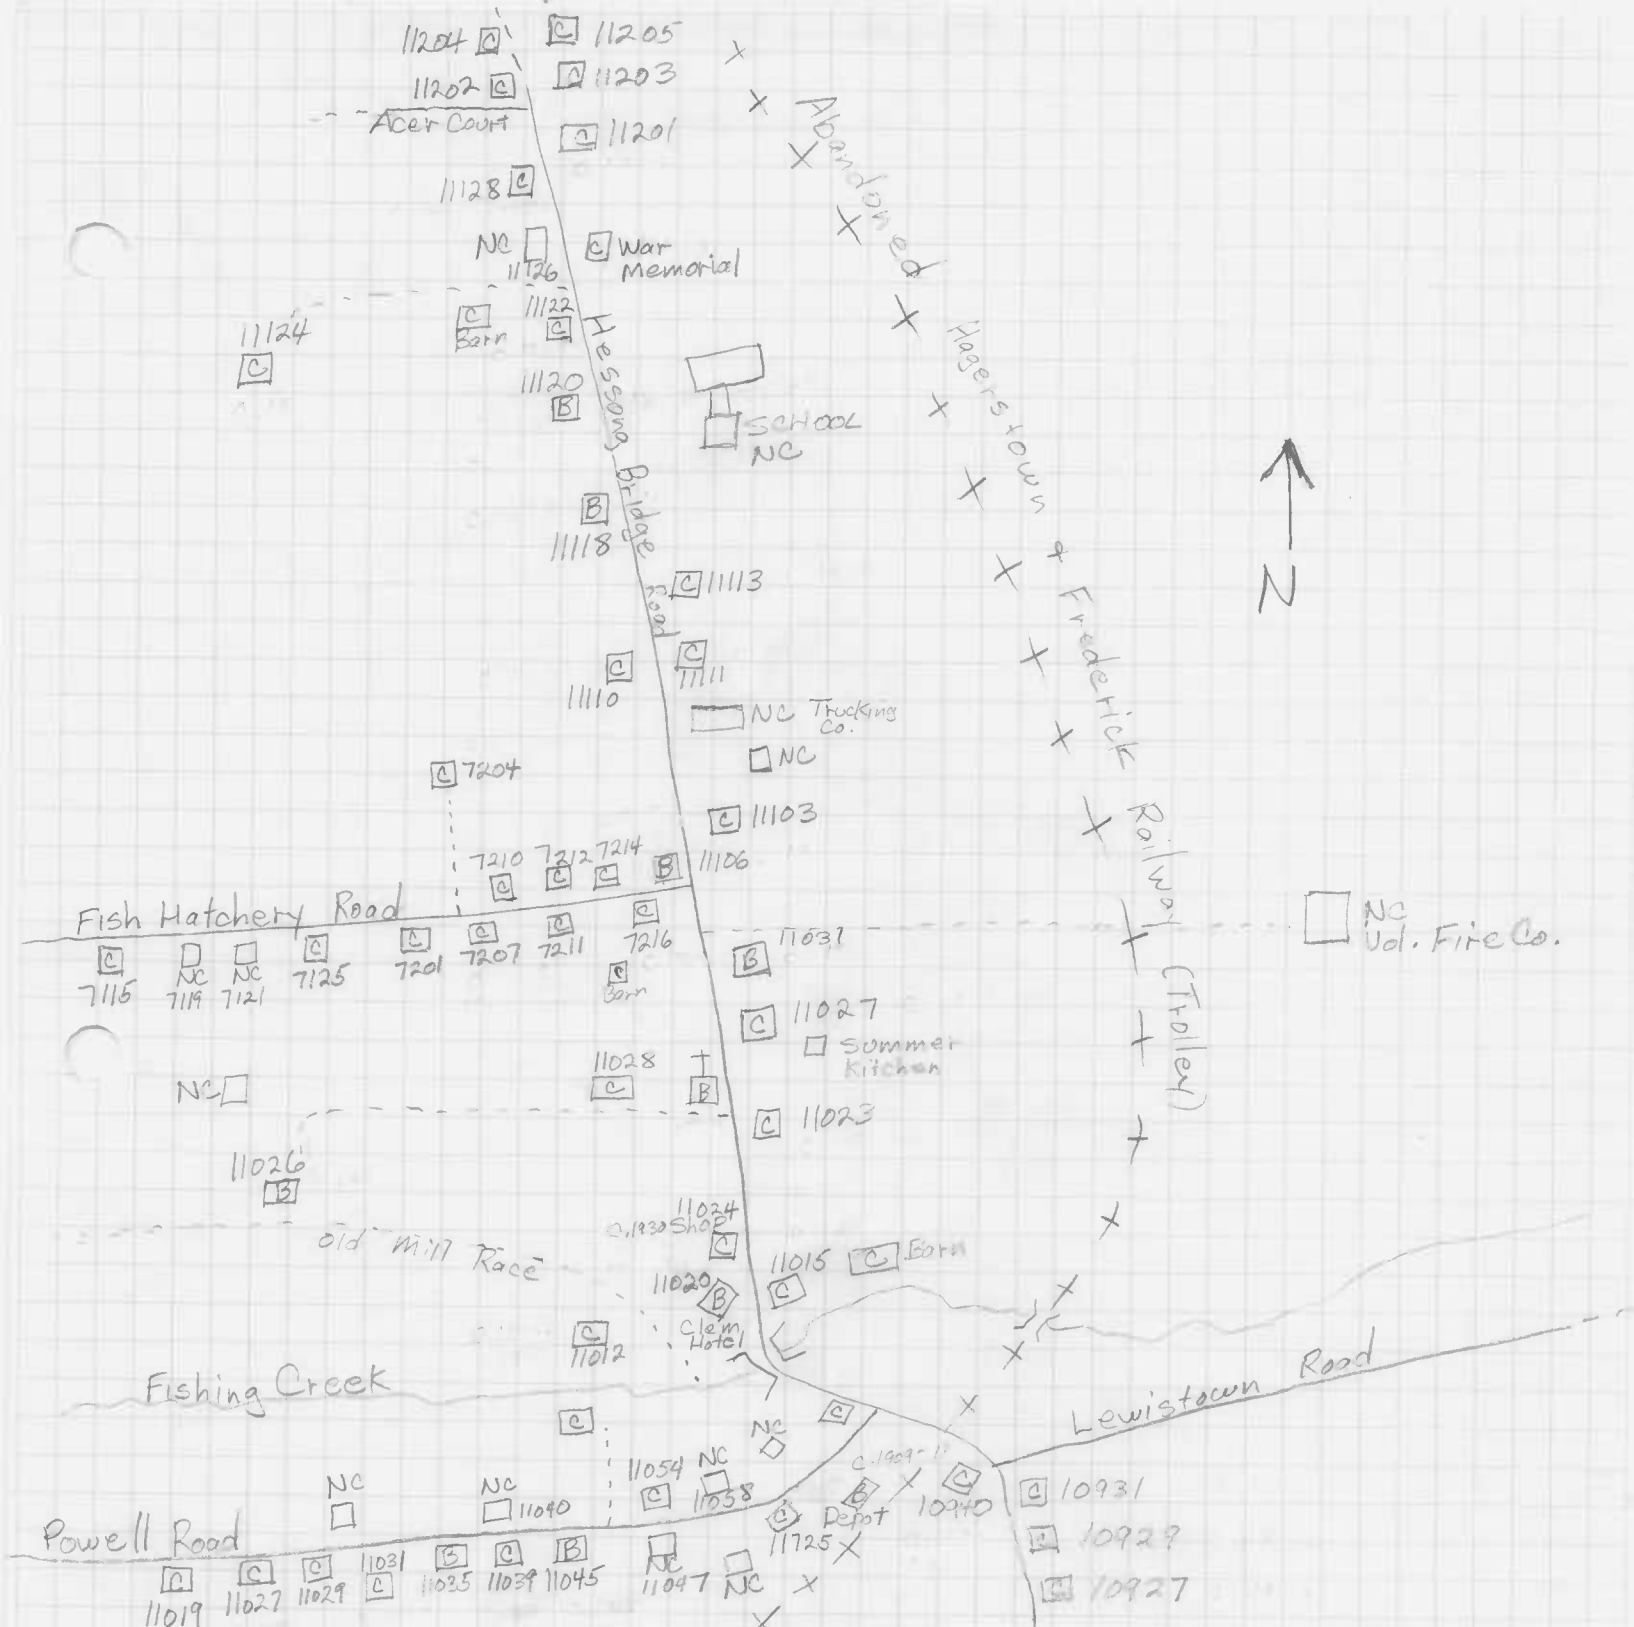 11204 C
C 11205
11202 C
C 11203
Acer Court
C 11201
11128 C
NC
11126
C War
Memorial
11124
C
C
Barn
11122
C
11120
B
Hessong Bridge Road
SCHOOL
NC
B
11118
C 11113
C
11110
C
11111
NC Trucking
Co.
NC
C 7204
C 11103
7210
C
7212
C
7214
C
B 11106
Fish Hatchery Road
C
7115
NC
7119
NC
7121
C
7125
C
7201
C
7207
C
7211
C
7216
C
Barn
11031
B
NC
Vol. Fire Co.
C 11027
Summer
Kitchen
11028
C
B
NC
C 11023
11026
B
Old Mill Race
11024
C.1930 Shop
C
11020
B
Clem
Hotel
11015
C
C Barn
C
11012
Fishing Creek
C
C
NC
Lewistown Road
Abandoned Hagerstown + Frederick Railway (Trolley)
N
NC
NC
11040
11054
C
NC
11058
C
11725
C.1909-11
B
Depot
C
10940
C 10931
C 10929
C 10927
Powell Road
C
11019
C
11027
C
11029
11031
C
B
11035
C
11039
B
11045
NC
11047
NC